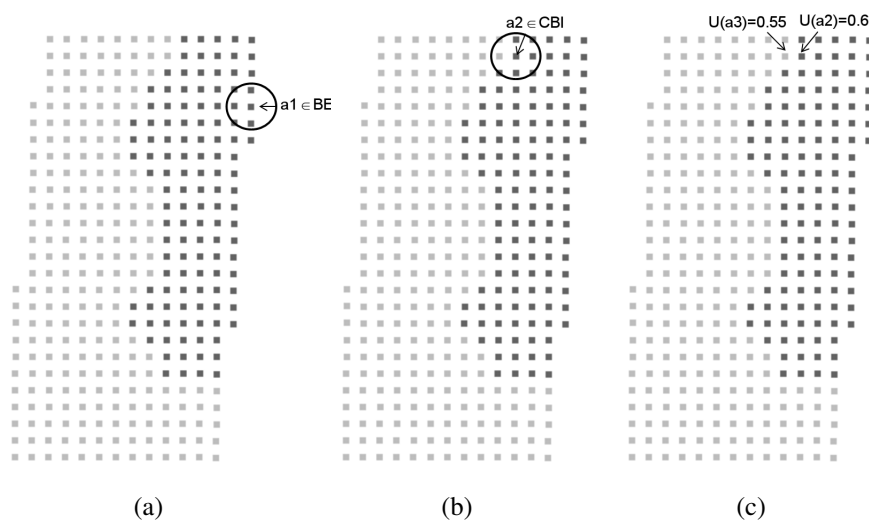 a2 ∈ CBI
U(a3)=0.55 U(a2)=0.6
a1 ∈ BE
(a) (b) (c)